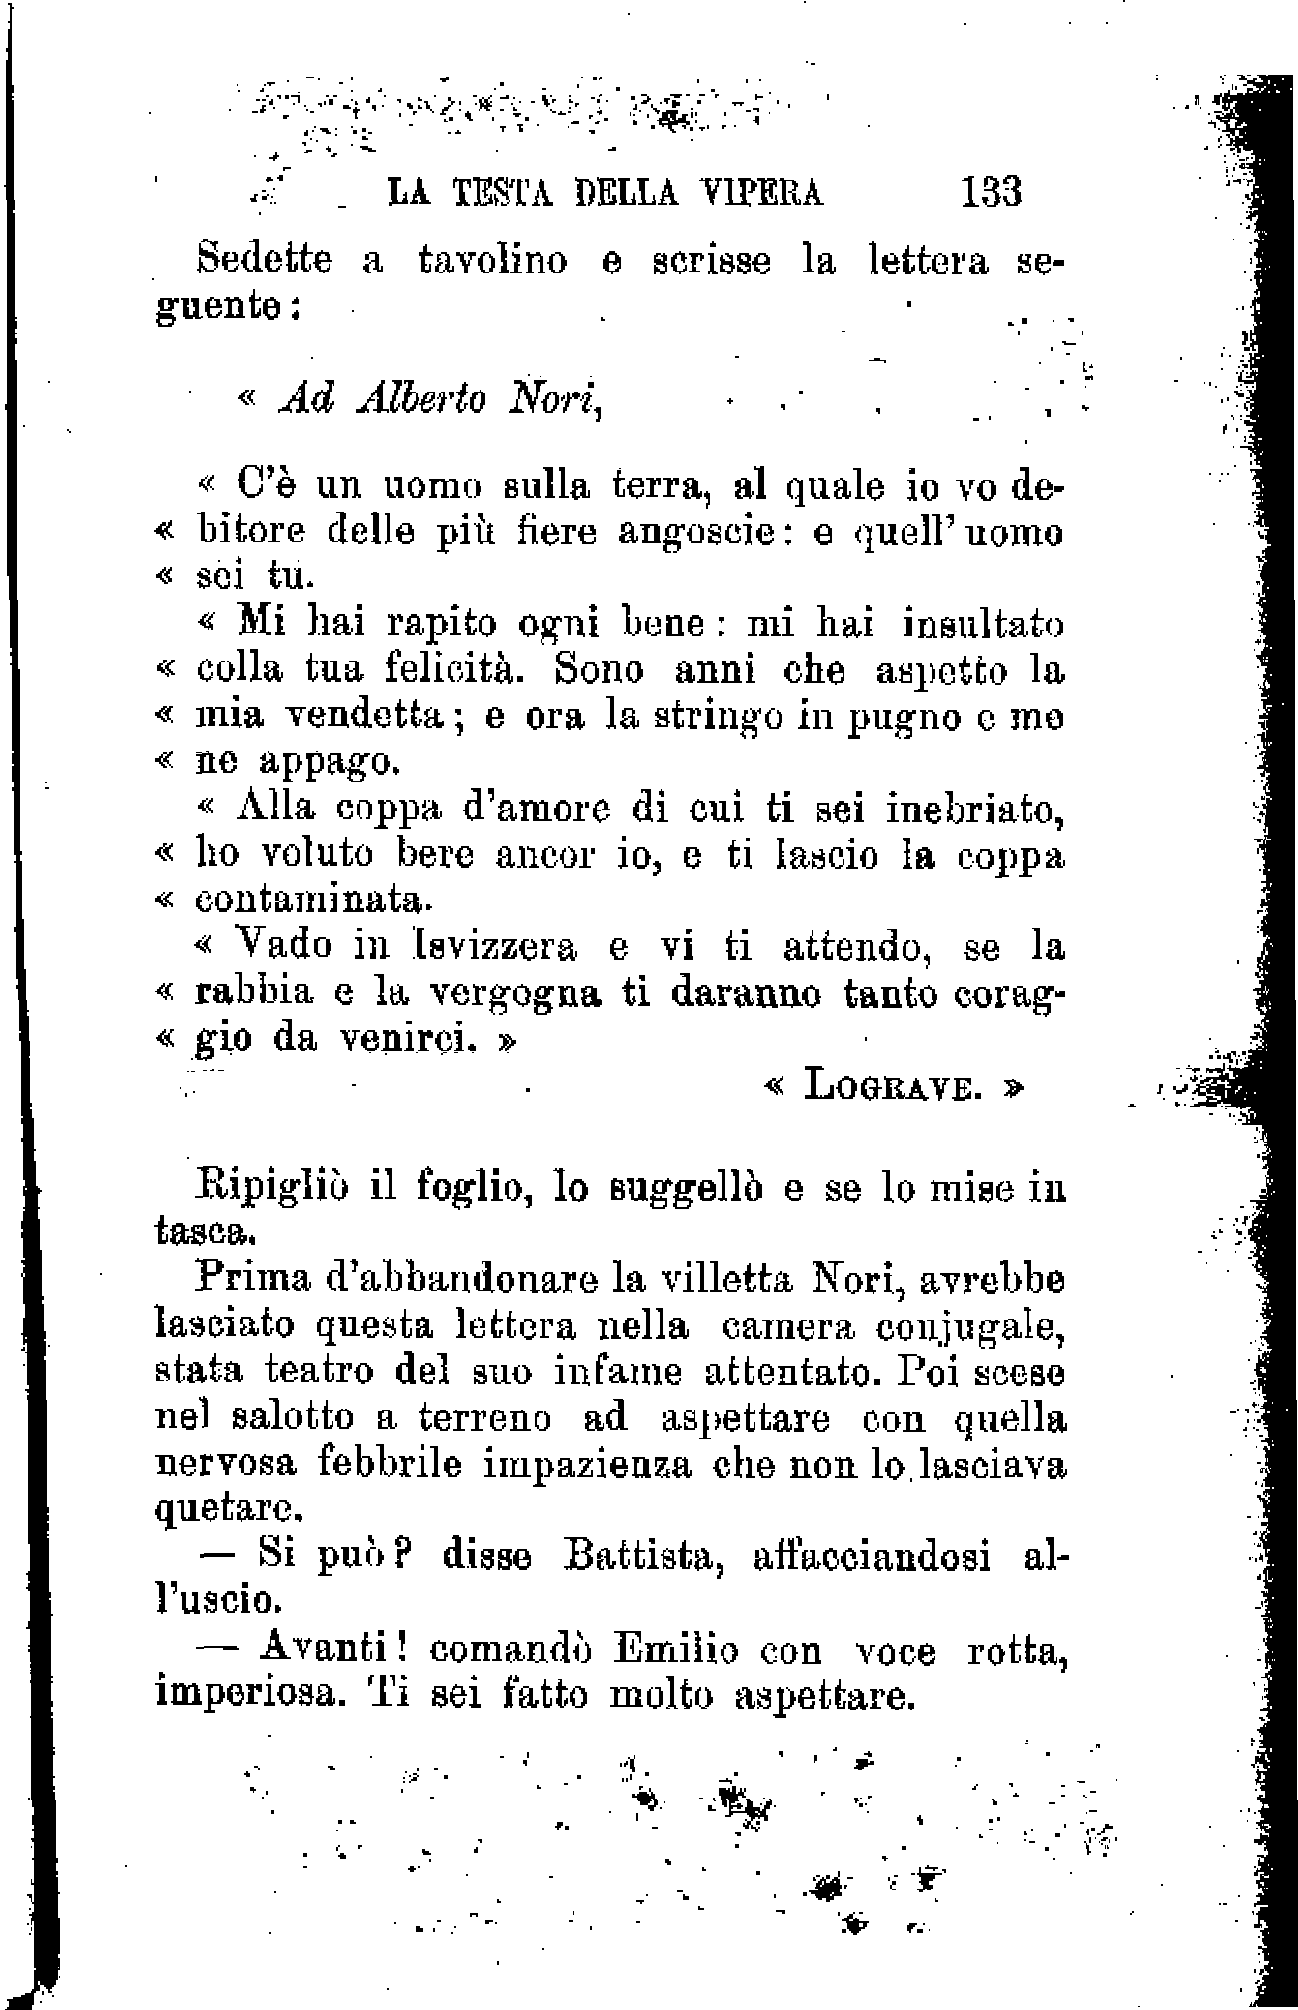 LA TESTA DELLA VIPERA 133
Sedette a tavolino e scrisse la lettera se-
guente:
« Ad Alberto Nori,
« C'è un uomo sulla terra, al quale io vo de-
« bitore delle più fiere angoscie: e quell' uomo
« sei tu.
« Mi hai rapito ogni bene: mi hai insultato
« colla tua felicità. Sono anni che aspetto la
« mia vendetta; e ora la stringo in pugno e me
« ne appago.
« Alla coppa d'amore di cui ti sei inebriato,
« ho voluto bere ancor io, e ti lascio la coppa
« contaminata.
« Vado in Isvizzera e vi ti attendo, se la
« rabbia e la vergogna ti daranno tanto corag-
« gio da venirci. »
« LOGRAVE. »
Ripigliò il foglio, lo suggellò e se lo mise in
tasca.
Prima d'abbandonare la villetta Nori, avrebbe
lasciato questa lettera nella camera conjugale,
stata teatro del suo infame attentato. Poi scese
nel salotto a terreno ad aspettare con quella
nervosa febbrile impazienza che non lo lasciava
quetare.
— Si può? disse Battista, affacciandosi al-
l'uscio.
— Avanti! comandò Emilio con voce rotta,
imperiosa. Ti sei fatto molto aspettare.